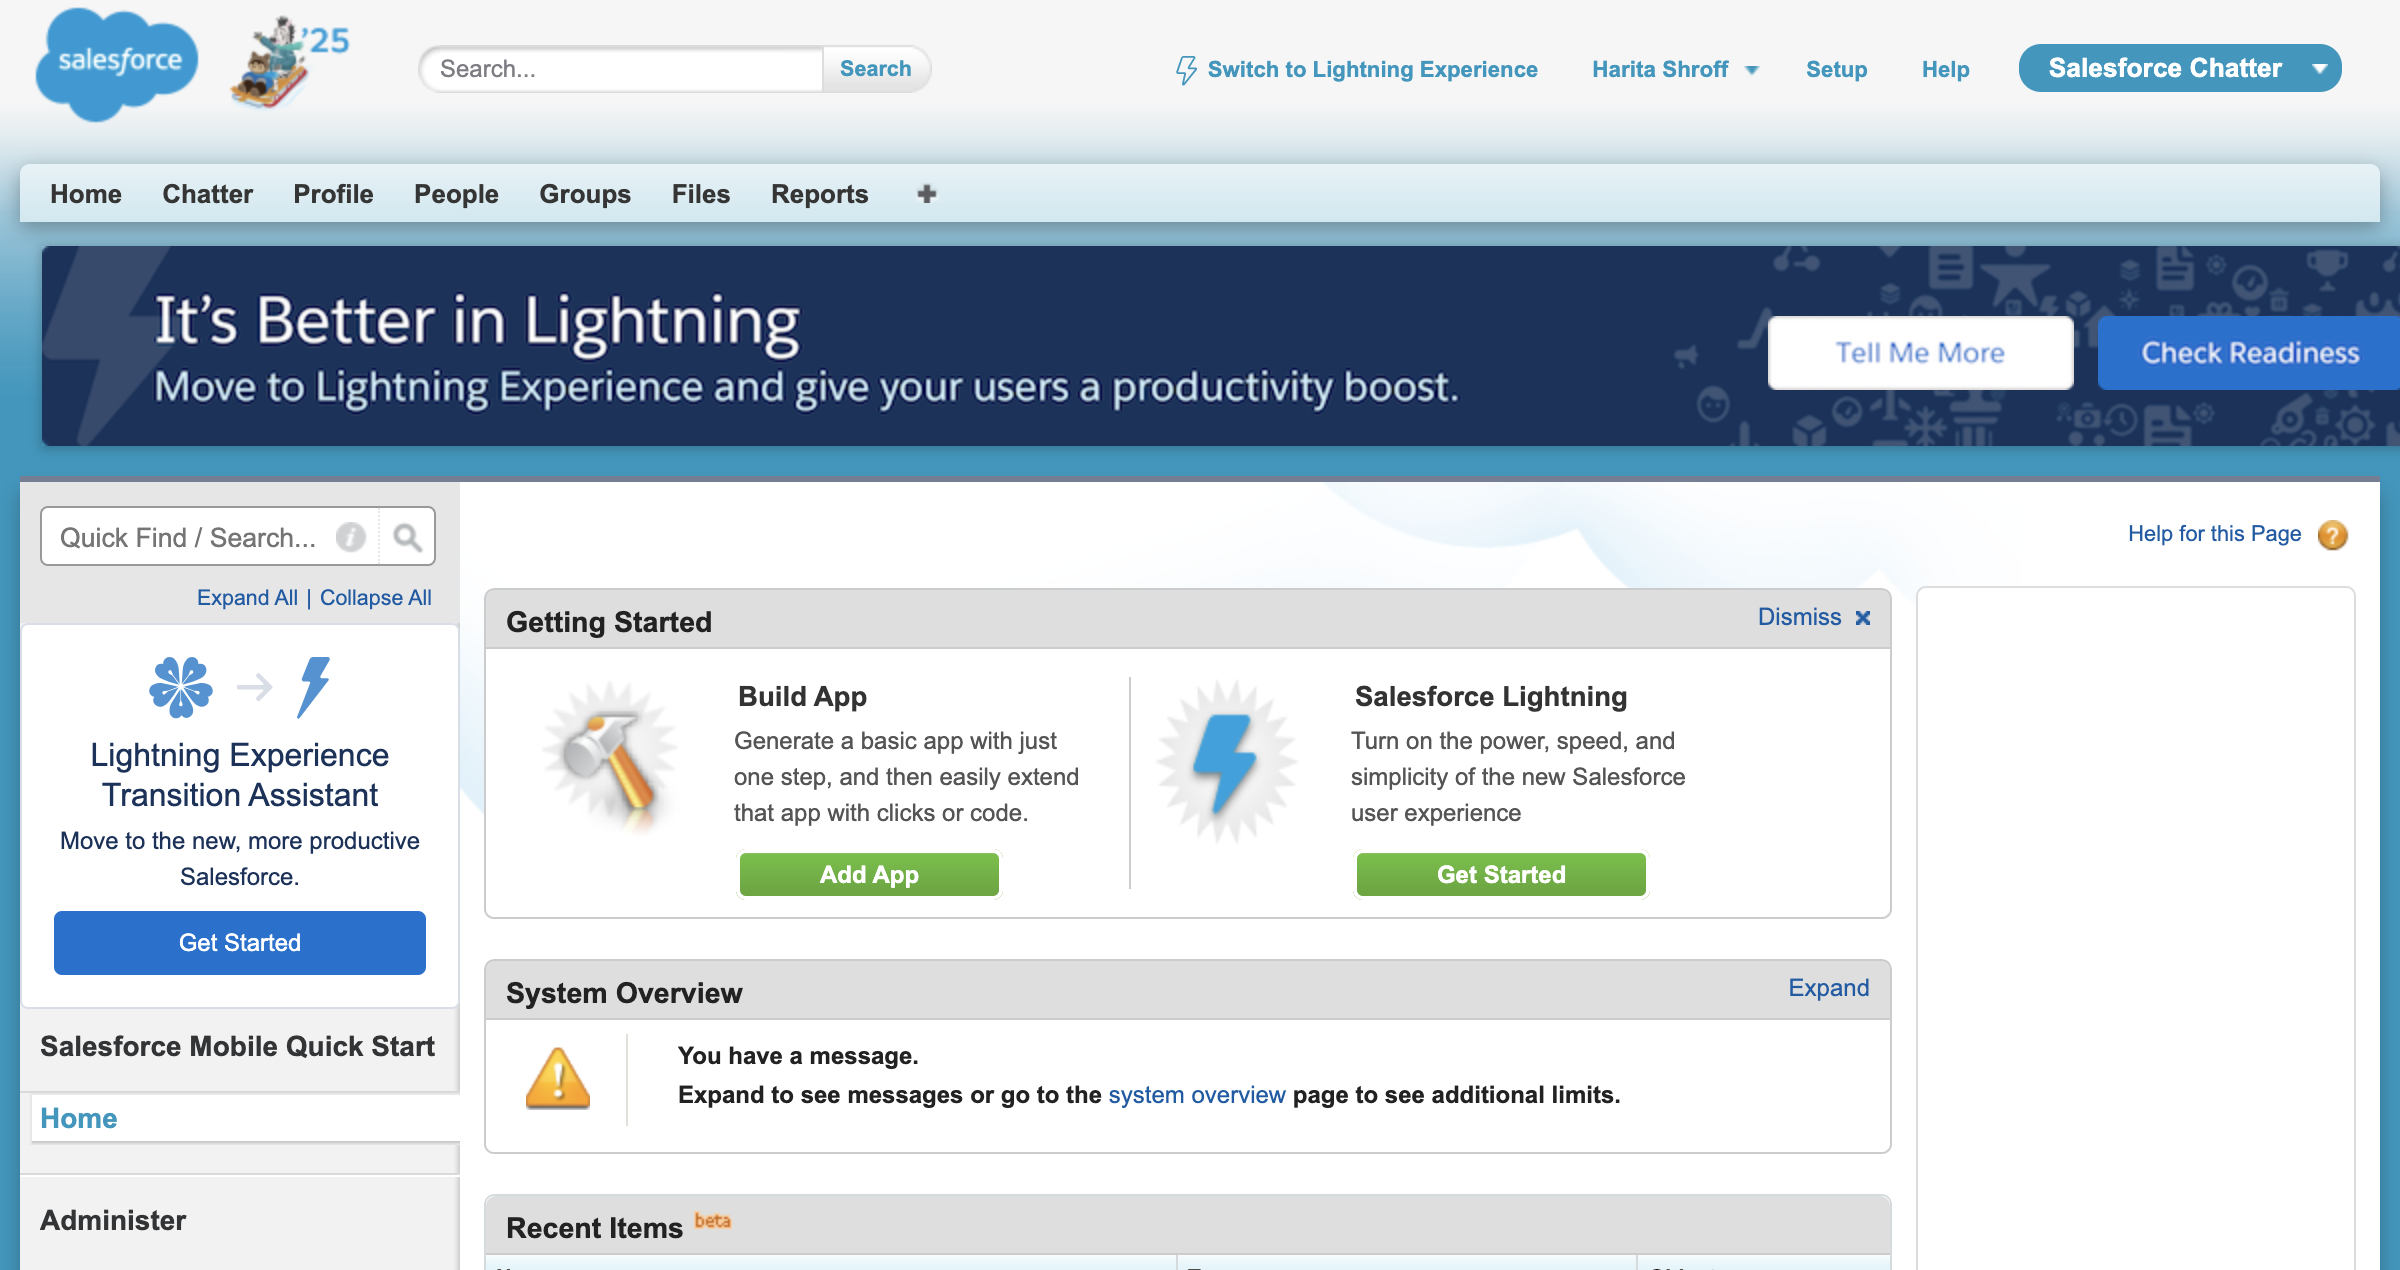 salesforce
'25
Search...
Search
Switch to Lightning Experience
Harita Shroff
Setup
Help
Salesforce Chatter
Home
Chatter
Profile
People
Groups
Files
Reports
It's Better in Lightning
Move to Lightning Experience and give your users a productivity boost.
Tell Me More
Check Readiness
Quick Find / Search...
Expand All | Collapse All
Lightning Experience
Transition Assistant
Move to the new, more productive
Salesforce.
Get Started
Salesforce Mobile Quick Start
Home
Administer
Help for this Page
Getting Started
Dismiss
Build App
Generate a basic app with just
one step, and then easily extend
that app with clicks or code.
Add App
Salesforce Lightning
Turn on the power, speed, and
simplicity of the new Salesforce
user experience
Get Started
System Overview
Expand
You have a message.
Expand to see messages or go to the system overview page to see additional limits.
Recent Items beta